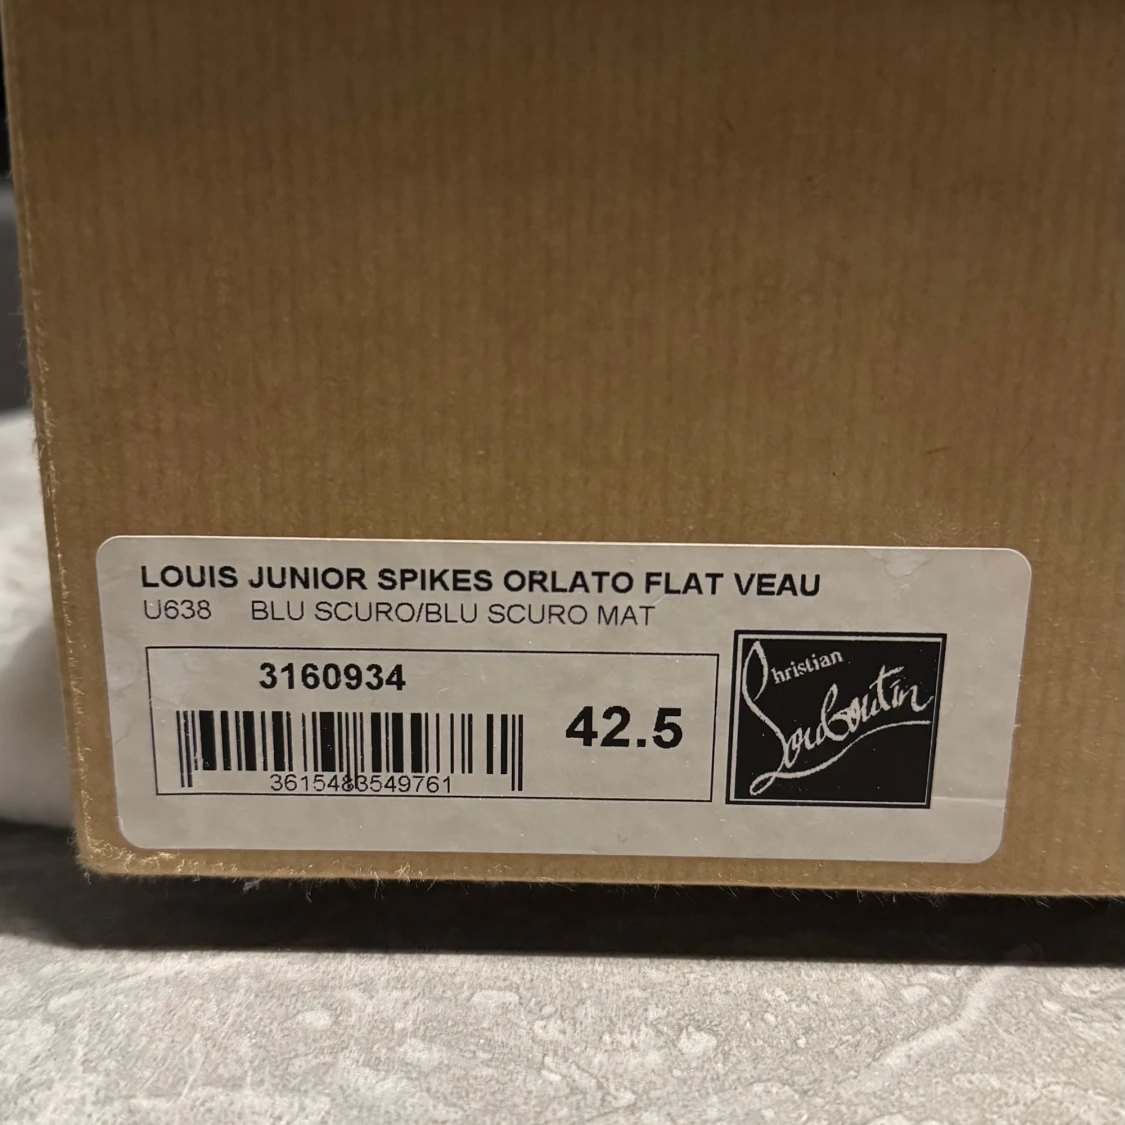 LOUIS JUNIOR SPIKES ORLATO FLAT VEAU
U638 BLU SCURO/BLU SCURO MAT
3160934
42.5
3615483549761
Christian
Louboutin